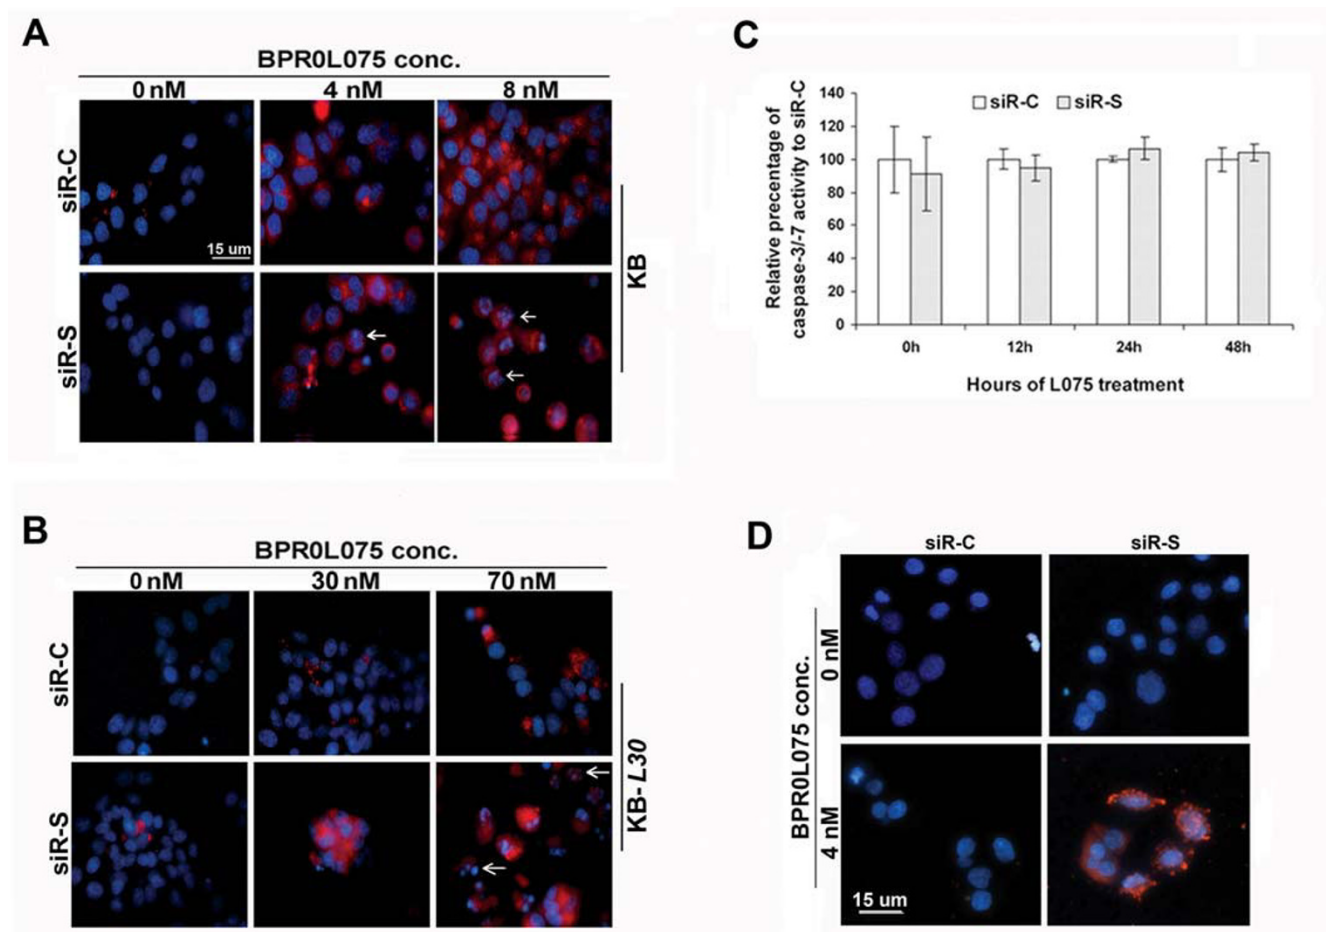 A
BPR0L075 conc.
0 nM 4 nM 8 nM
siR-C
15 um
siR-S
KB
C
Relative precentage of
caspase-3/-7 activity to siR-C
140
120
100
80
60
40
20
0
siR-C siR-S
0h 12h 24h 48h
Hours of L075 treatment
B
BPR0L075 conc.
0 nM 30 nM 70 nM
siR-C
siR-S
KB- L30
D
siR-C siR-S
BPR0L075 conc.
0 nM
4 nM
15 um